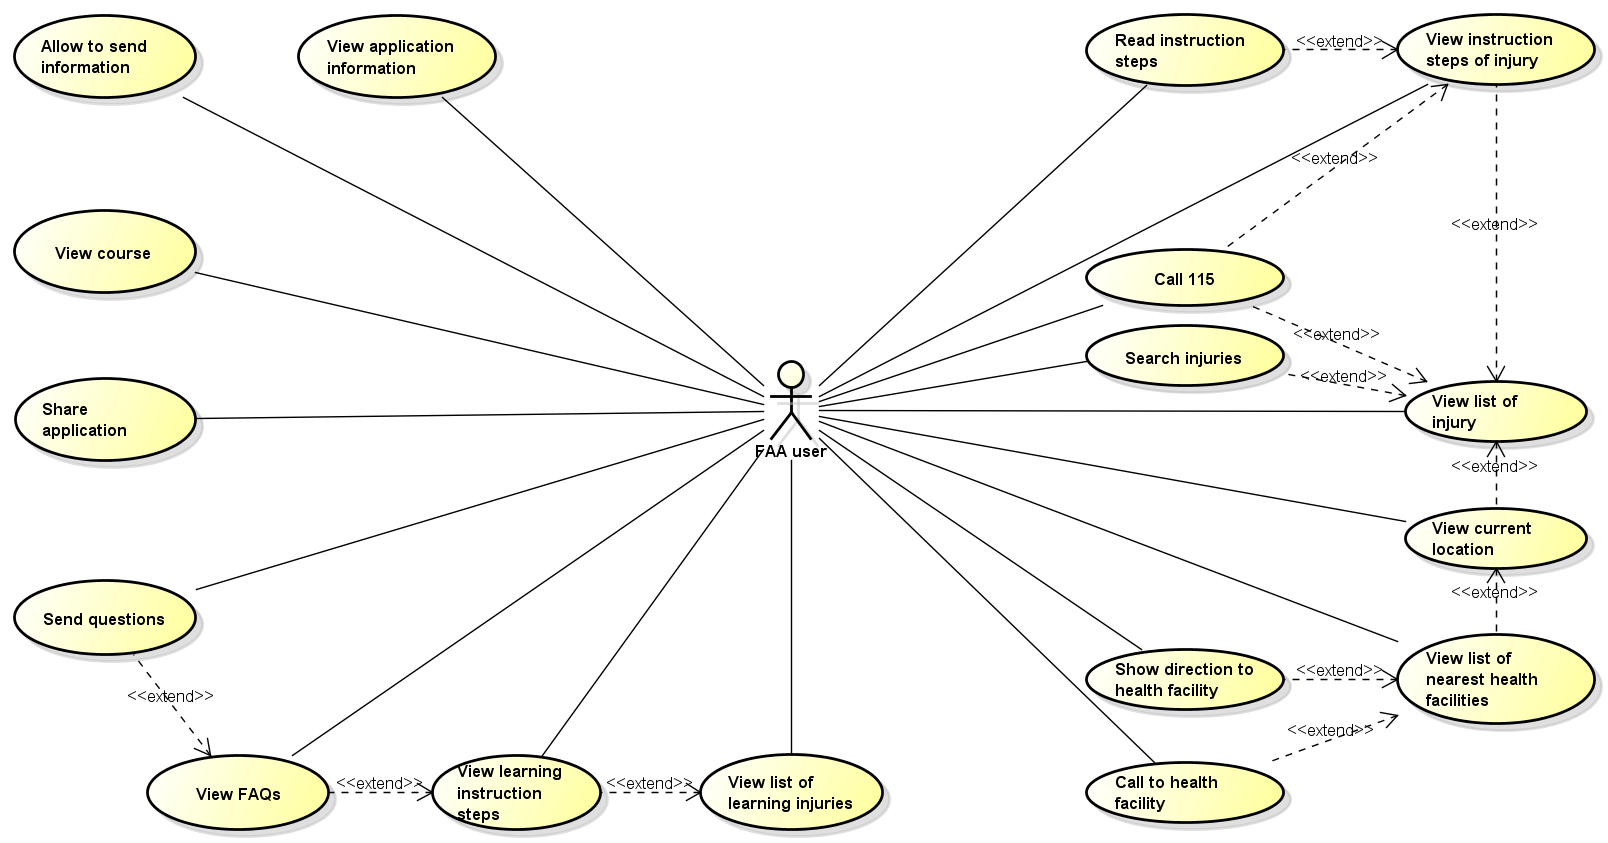 Allow to send
information
View application
information
Read instruction
steps
<<extend>>
View instruction
steps of injury
<<extend>>
View course
<<extend>>
Call 115
<<extend>>
Search injuries
<<extend>>
View list of
injury
Share
application
FAA user
<<extend>>
View current
location
<<extend>>
Send questions
Show direction to
health facility
<<extend>>
View list of
nearest health
facilities
<<extend>>
<<extend>>
View FAQs
<<extend>>
View learning
instruction
steps
<<extend>>
View list of
learning injuries
Call to health
facility